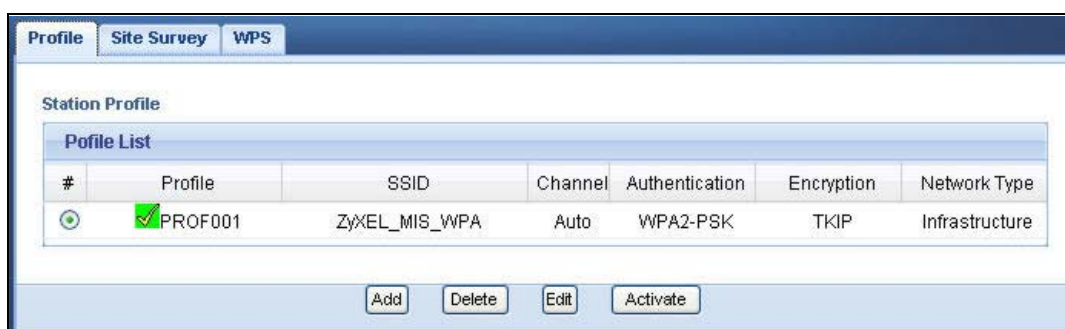 Profile Site Survey WPS
Station Profile
Pofile List
# Profile SSID Channel Authentication Encryption Network Type
PROF001 ZyXEL_MIS_WPA Auto WPA2-PSK TKIP Infrastructure
Add Delete Edit Activate